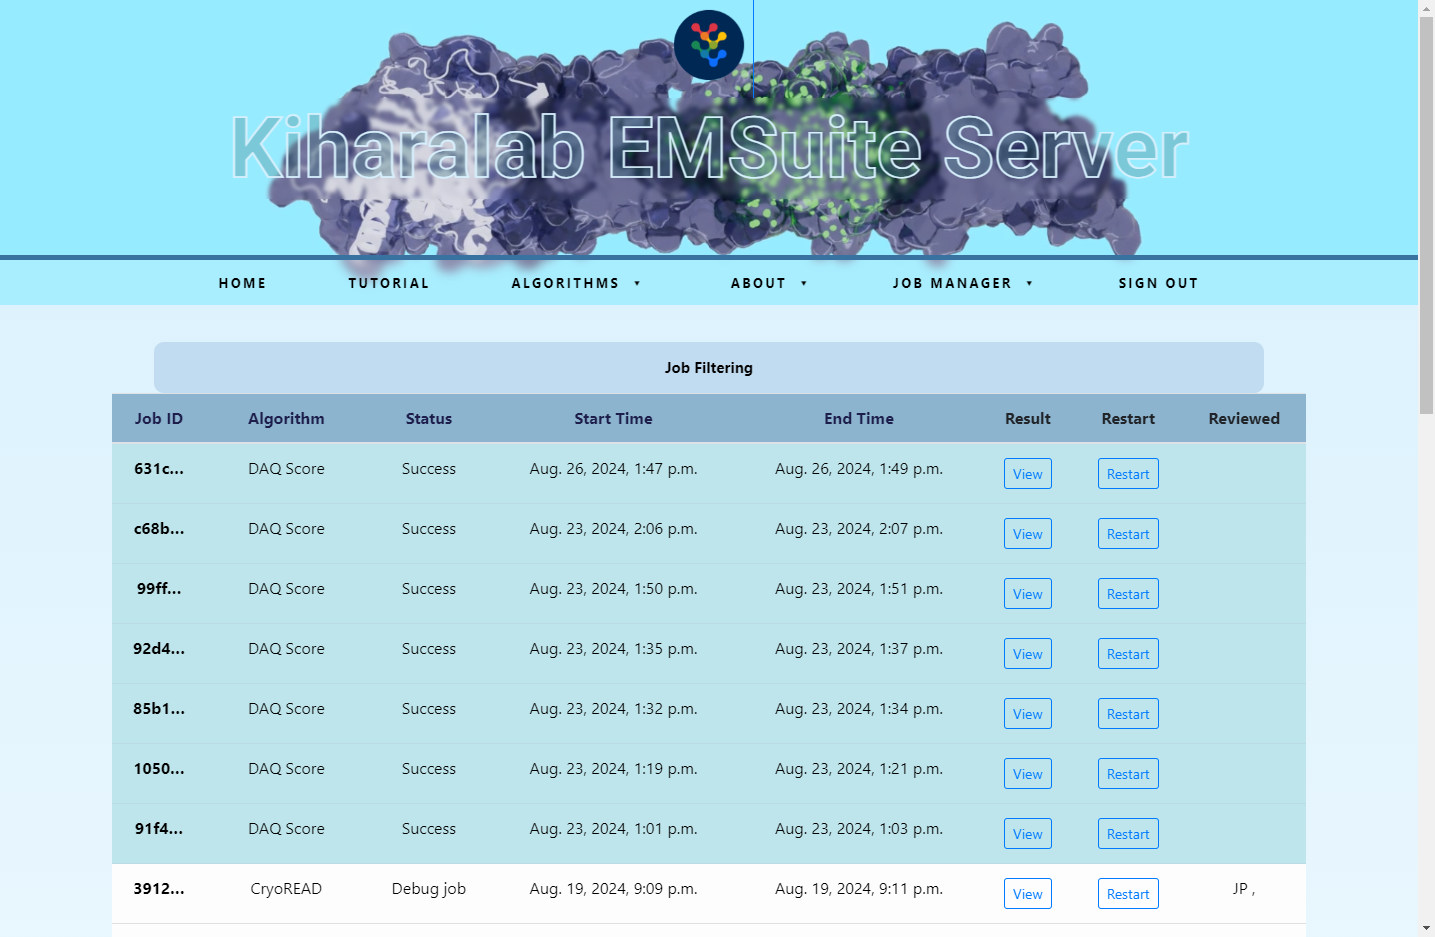 Kiharalab EMSuite Server
HOME TUTORIAL ALGORITHMS ABOUT JOB MANAGER SIGN OUT
Job Filtering
Job ID Algorithm Status Start Time End Time Result Restart Reviewed
631c... DAQ Score Success Aug. 26, 2024, 1:47 p.m. Aug. 26, 2024, 1:49 p.m. View Restart
c68b... DAQ Score Success Aug. 23, 2024, 2:06 p.m. Aug. 23, 2024, 2:07 p.m. View Restart
99ff... DAQ Score Success Aug. 23, 2024, 1:50 p.m. Aug. 23, 2024, 1:51 p.m. View Restart
92d4... DAQ Score Success Aug. 23, 2024, 1:35 p.m. Aug. 23, 2024, 1:37 p.m. View Restart
85b1... DAQ Score Success Aug. 23, 2024, 1:32 p.m. Aug. 23, 2024, 1:34 p.m. View Restart
1050... DAQ Score Success Aug. 23, 2024, 1:19 p.m. Aug. 23, 2024, 1:21 p.m. View Restart
91f4... DAQ Score Success Aug. 23, 2024, 1:01 p.m. Aug. 23, 2024, 1:03 p.m. View Restart
3912... CryoREAD Debug job Aug. 19, 2024, 9:09 p.m. Aug. 19, 2024, 9:11 p.m. View Restart JP ,